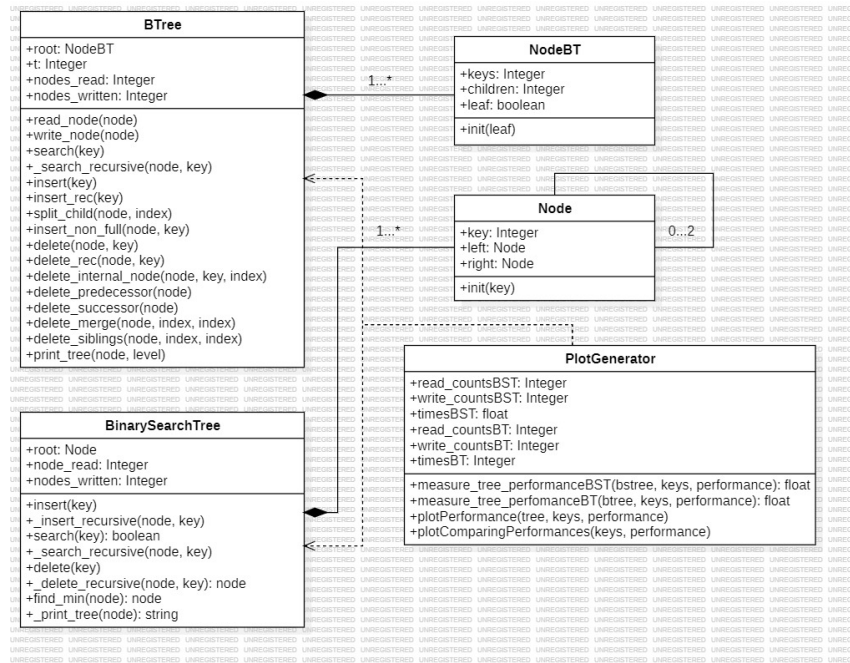 BTree
+root: NodeBT
+t: Integer
+nodes_read: Integer
+nodes_written: Integer
+read_node(node)
+write_node(node)
+search(key)
+_search_recursive(node, key)
+insert(key)
+insert_rec(key)
+split_child(node, index)
+insert_non_full(node, key)
+delete(node, key)
+delete_rec(node, key)
+delete_internal_node(node, key, index)
+delete_predecessor(node)
+delete_successor(node)
+delete_merge(node, index, index)
+delete_siblings(node, index, index)
+print_tree(node, level)
1...*
NodeBT
+keys: Integer
+children: Integer
+leaf: boolean
+init(leaf)
1...*
Node
+key: Integer
+left: Node
+right: Node
+init(key)
0...2
PlotGenerator
+read_countsBST: Integer
+write_countsBST: Integer
+timesBST: float
+read_countsBT: Integer
+write_countsBT: Integer
+timesBT: Integer
+measure_tree_performanceBST(bstree, keys, performance): float
+measure_tree_perfomanceBT(btree, keys, performance): float
+plotPerformance(tree, keys, performance)
+plotComparingPerformances(keys, performance)
BinarySearchTree
+root: Node
+node_read: Integer
+nodes_written: Integer
+insert(key)
+_insert_recursive(node, key)
+search(key): boolean
+_search_recursive(node, key)
+delete(key)
+_delete_recursive(node, key): node
+find_min(node): node
+_print_tree(node): string
UNREGISTERED